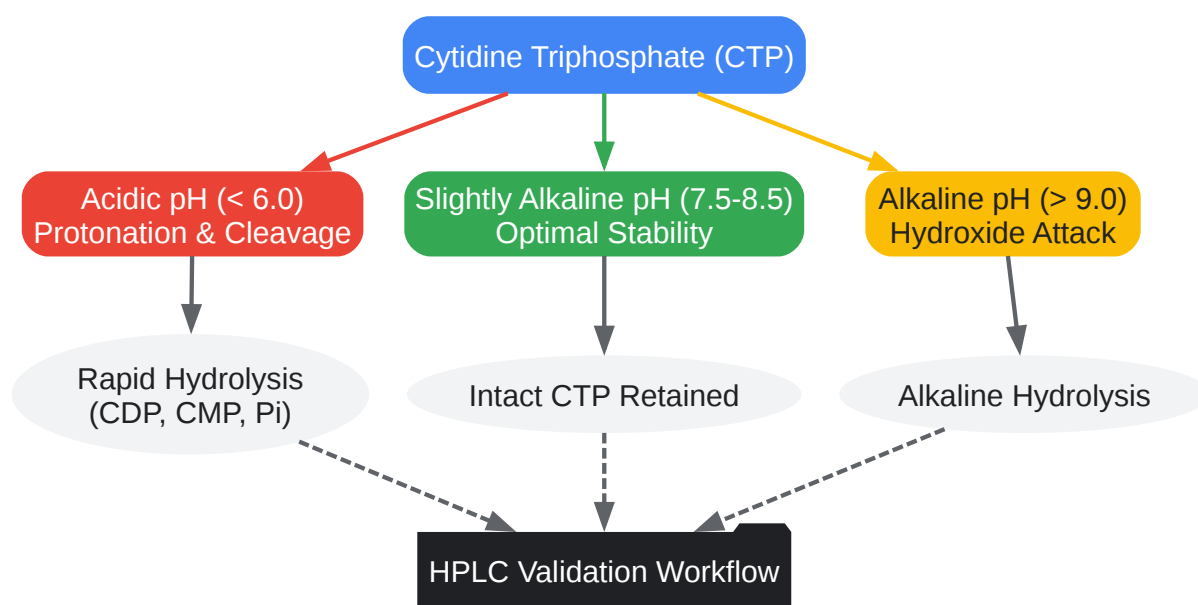 Cytidine Triphosphate (CTP)
Acidic pH (< 6.0)
Protonation & Cleavage
Slightly Alkaline pH (7.5-8.5)
Optimal Stability
Alkaline pH (> 9.0)
Hydroxide Attack
Rapid Hydrolysis
(CDP, CMP, Pi)
Intact CTP Retained
Alkaline Hydrolysis
HPLC Validation Workflow